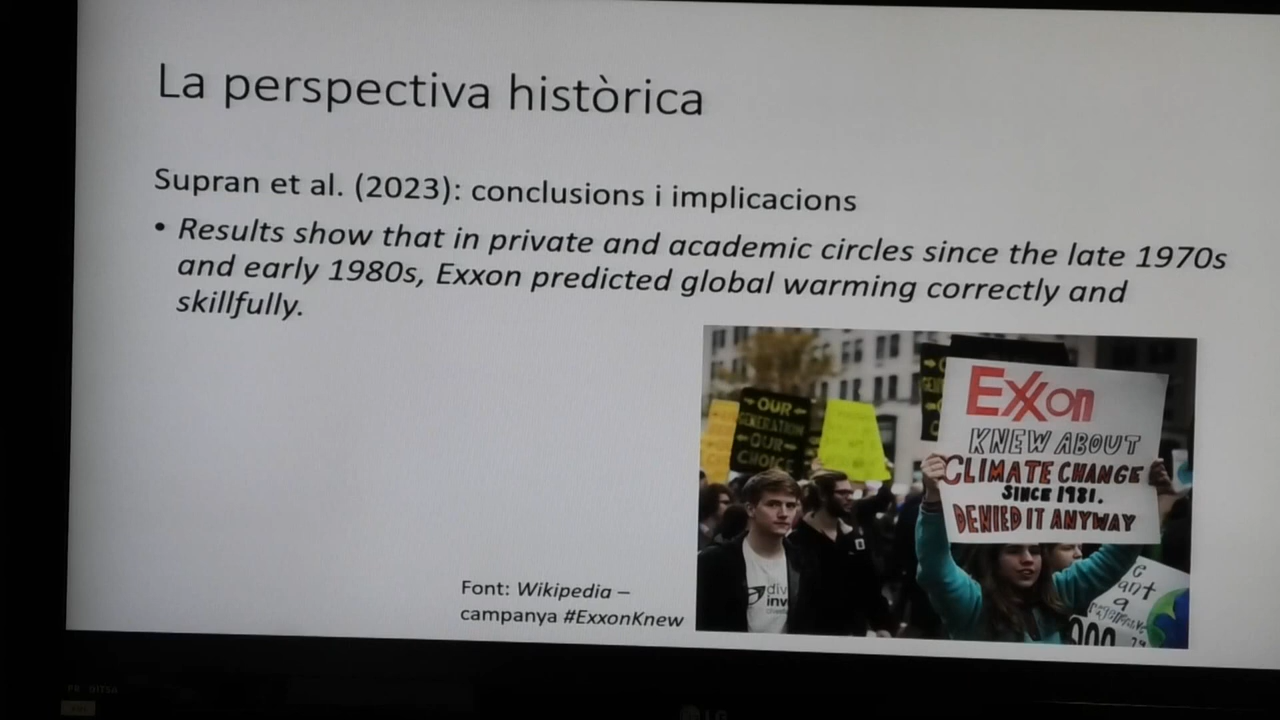 La perspectiva històrica
Supran et al. (2023): conclusions i implicacions
• Results show that in private and academic circles since the late 1970s
and early 1980s, Exxon predicted global warming correctly and
skillfully.
Font: Wikipedia –
campanya #ExxonKnew
OUR
GENERATION
OUR
CHOICE
Exxon
KNEW ABOUT
CLIMATE CHANGE
SINCE 1981.
DENIED IT ANYWAY
LG